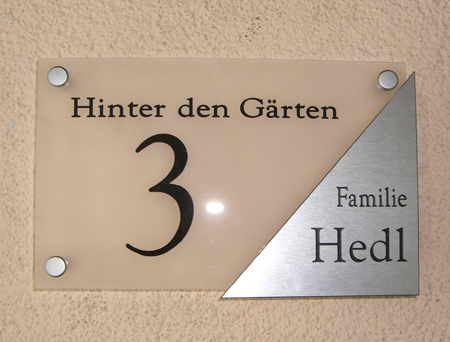 Hinter den Gärten
3
Familie
Hedl